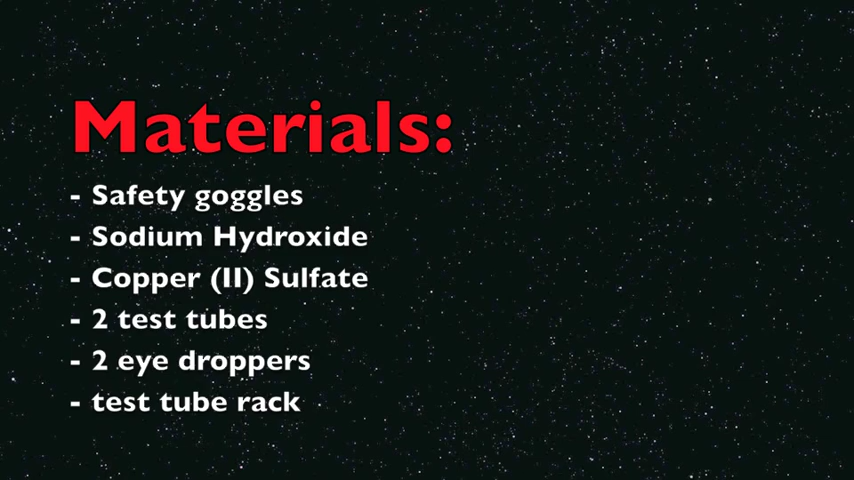 Materials:
- Safety goggles
- Sodium Hydroxide
- Copper (II) Sulfate
- 2 test tubes
- 2 eye droppers
- test tube rack